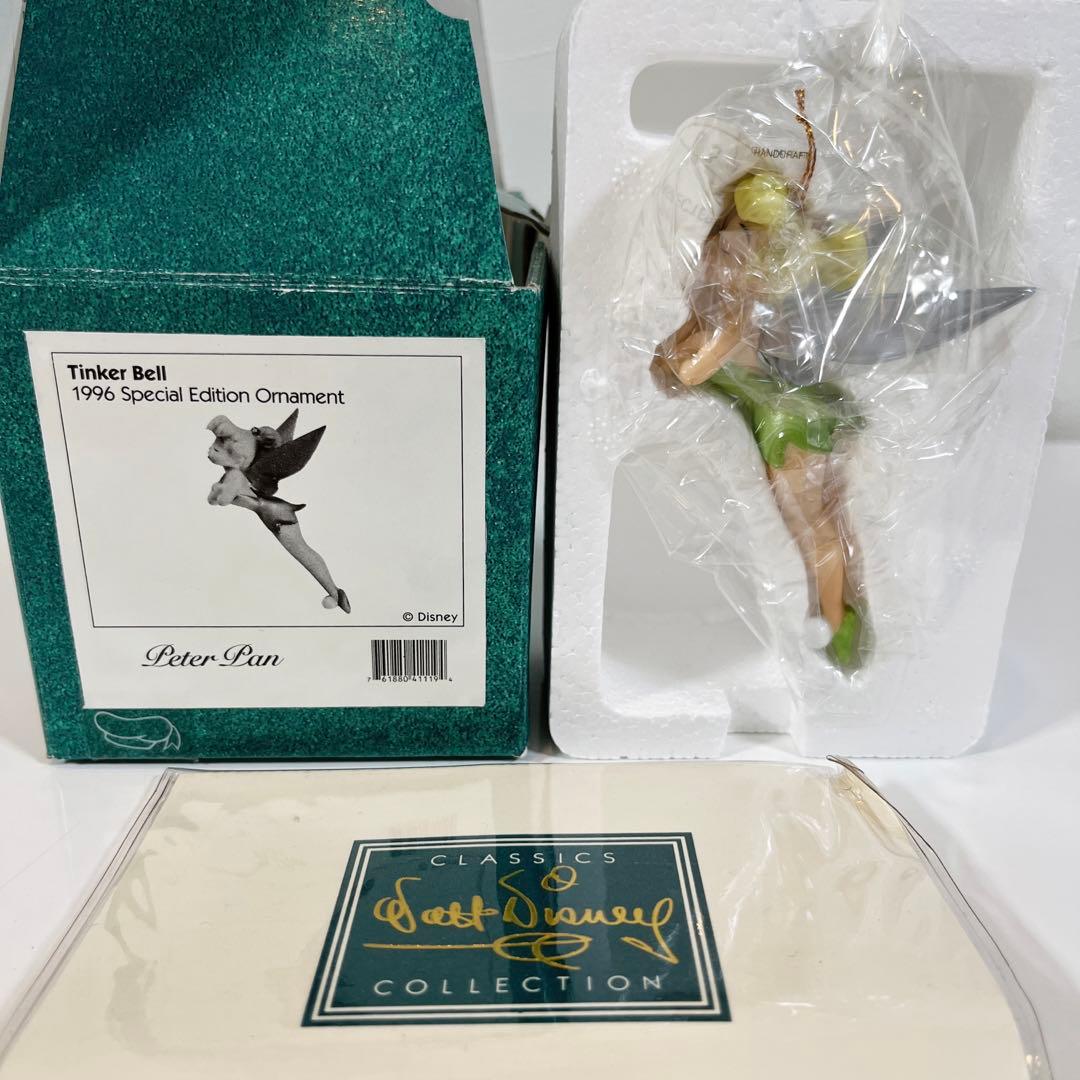 Tinker Bell
1996 Special Edition Ornament
© Disney
Peter Pan
7 61880 41119 4
HANDCRAFT
CLASSICS
Walt Disney
COLLECTION